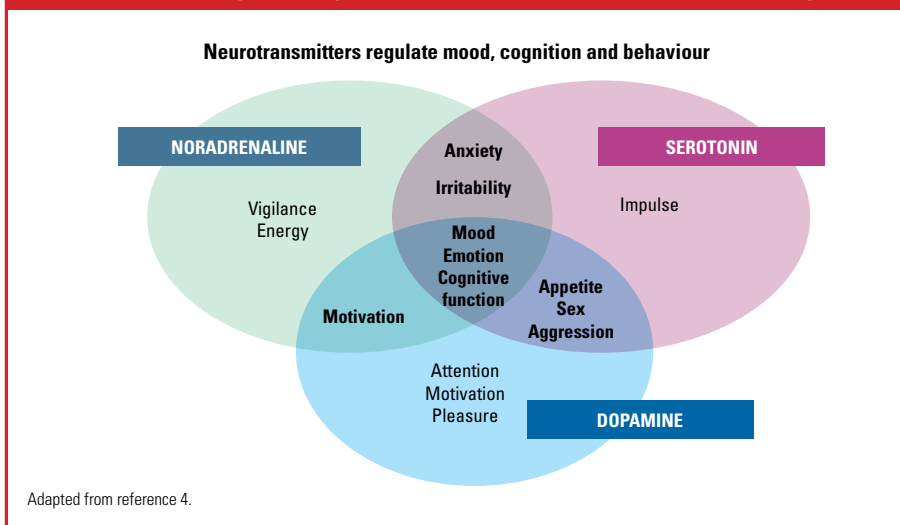 Neurotransmitters regulate mood, cognition and behaviour
NORADRENALINE
SEROTONIN
Anxiety
Irritability
Vigilance
Energy
Impulse
Mood
Emotion
Cognitive
function
Motivation
Appetite
Sex
Aggression
Attention
Motivation
Pleasure
DOPAMINE
Adapted from reference 4.